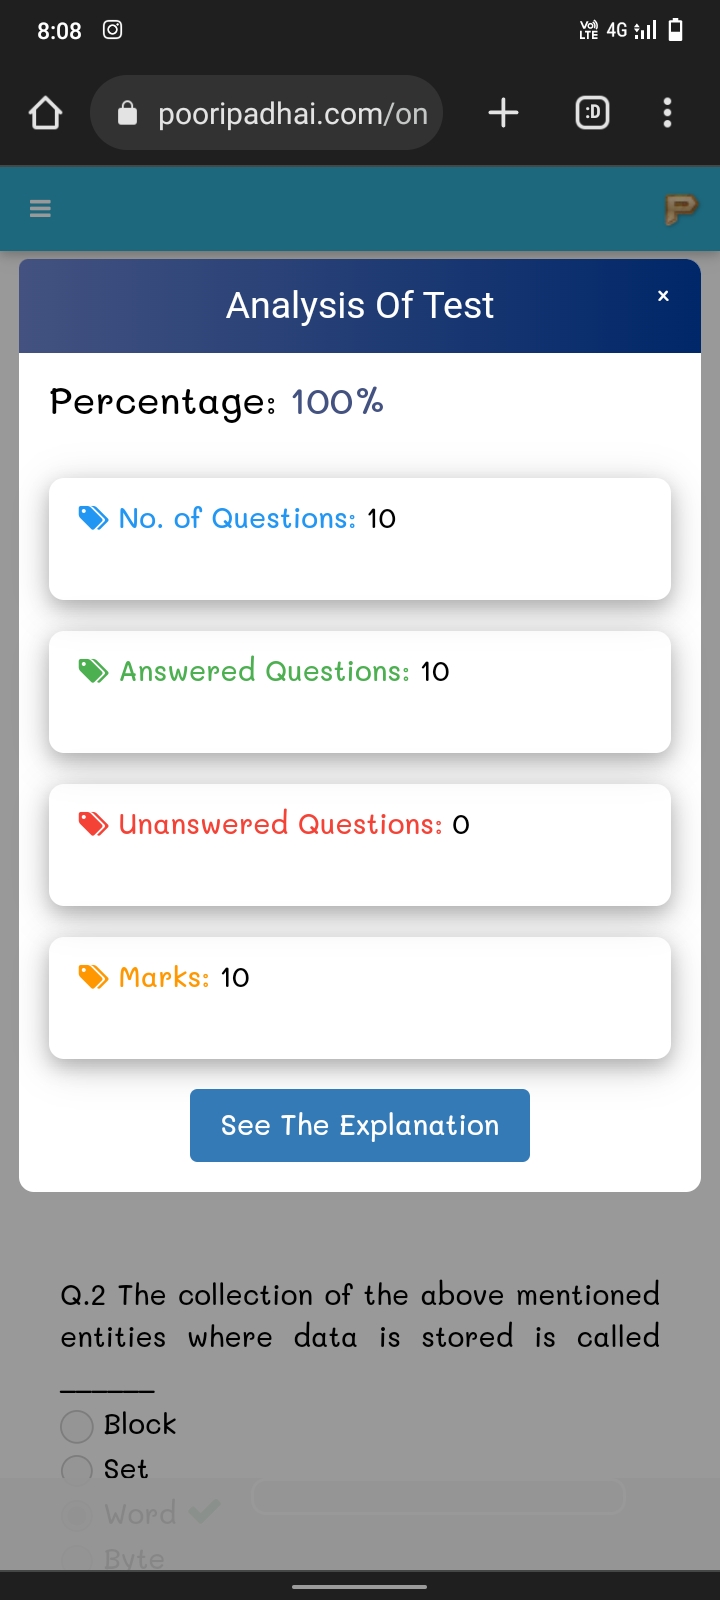 8:08
Vo) LTE 4G
pooripadhai.com/on
:D
P
Analysis Of Test ×
Percentage: 100%
No. of Questions: 10
Answered Questions: 10
Unanswered Questions: 0
Marks: 10
See The Explanation
Q.2 The collection of the above mentioned
entities where data is stored is called
______
Block
Set
Word
Byte